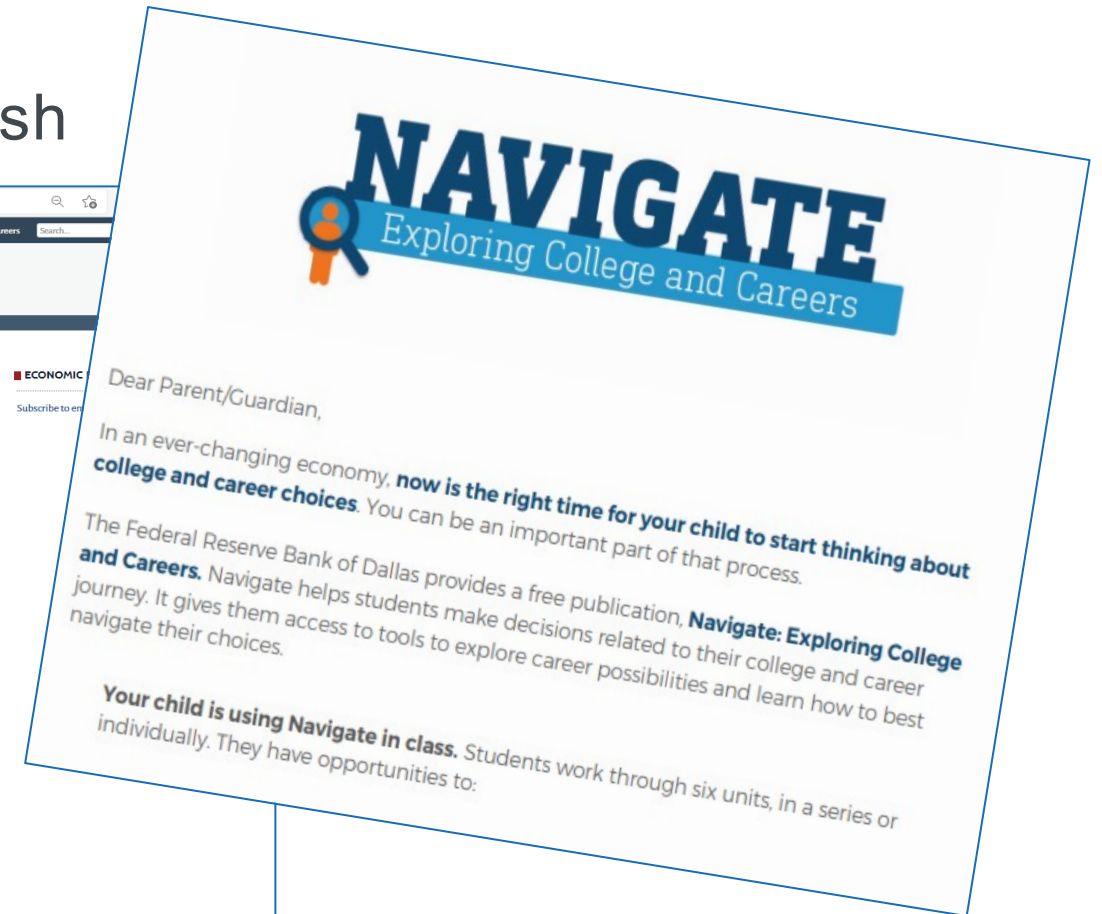 sh
Search...
ECONOMIC
Subscribe to
NAVIGATE
Exploring College and Careers
Dear Parent/Guardian,
In an ever-changing economy, now is the right time for your child to start thinking about
college and career choices. You can be an important part of that process.
The Federal Reserve Bank of Dallas provides a free publication, Navigate: Exploring College
and Careers. Navigate helps students make decisions related to their college and career
journey. It gives them access to tools to explore career possibilities and learn how to best
navigate their choices.
Your child is using Navigate in class. Students work through six units, in a series or
individually. They have opportunities to: